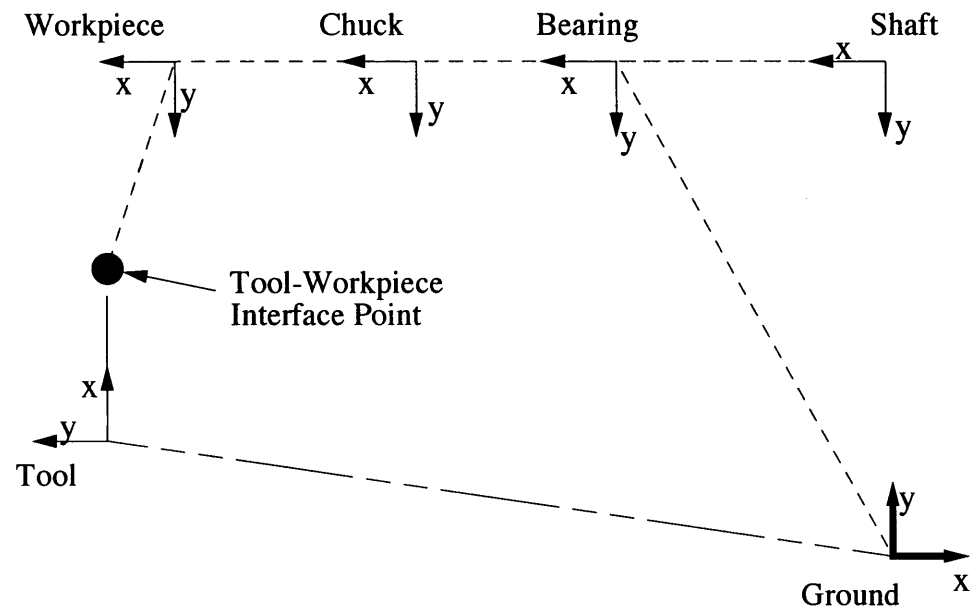 Workpiece
Chuck
Bearing
Shaft
x
y
x
y
x
y
x
y
Tool-Workpiece
Interface Point
x
y
Tool
y
x
Ground